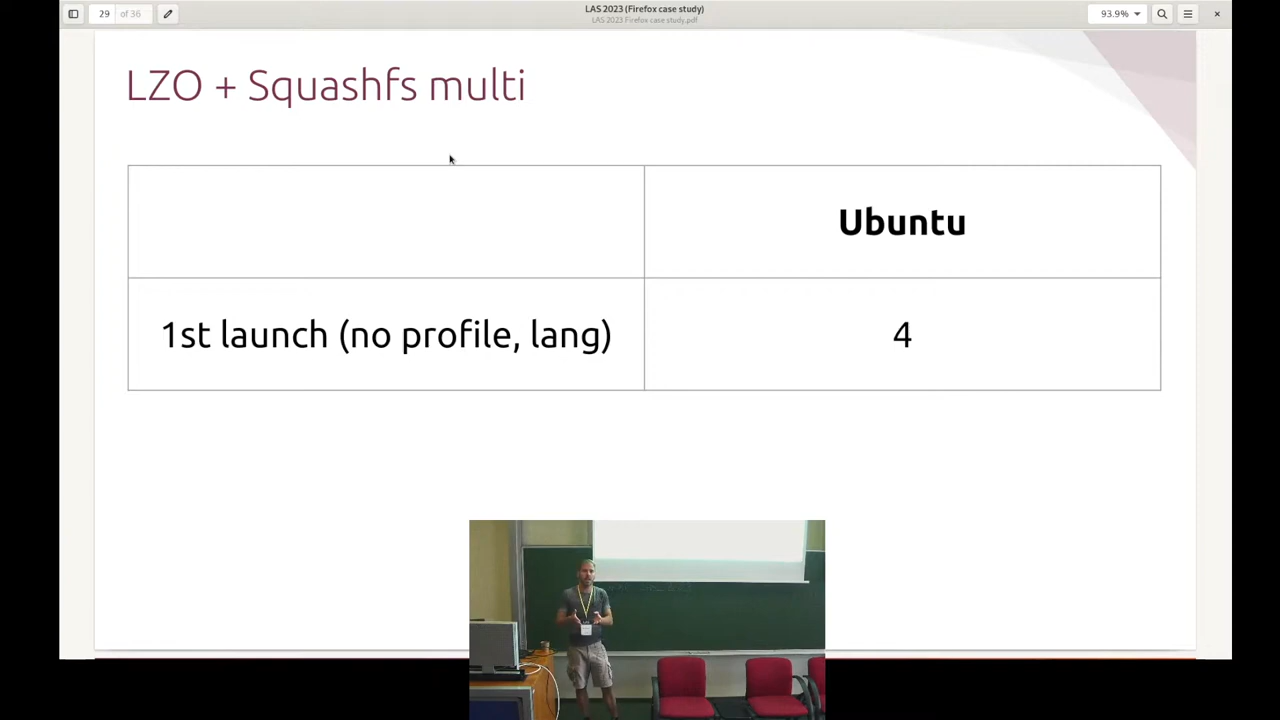 29 of 36
LAS 2023 (Firefox case study)
LAS 2023 Firefox case study.pdf
93.9%
LZO + Squashfs multi
Ubuntu
1st launch (no profile, lang)
4